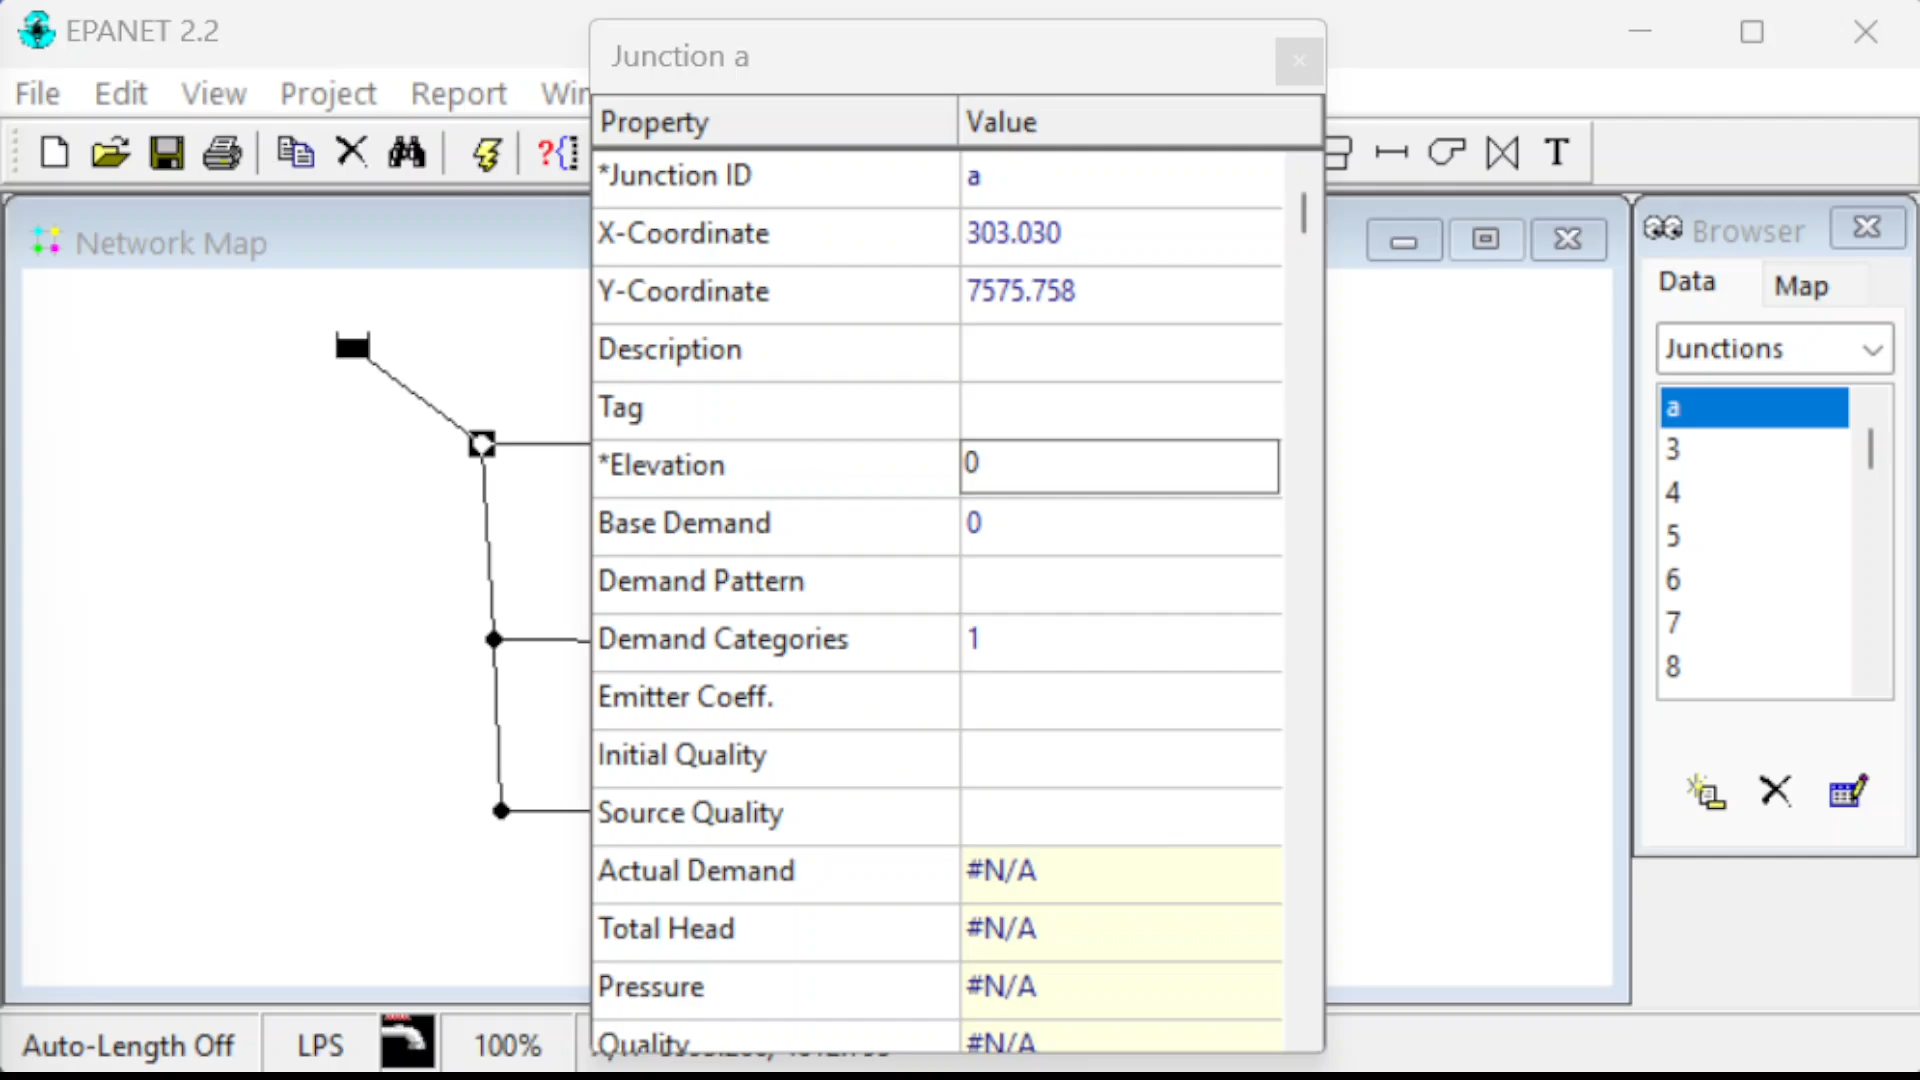 EPANET 2.2
File Edit View Project Report Win
?{
T
Network Map
Junction a
Property Value
*Junction ID a
X-Coordinate 303.030
Y-Coordinate 7575.758
Description
Tag
*Elevation 0
Base Demand 0
Demand Pattern
Demand Categories 1
Emitter Coeff.
Initial Quality
Source Quality
Actual Demand #N/A
Total Head #N/A
Pressure #N/A
Quality #N/A
Browser
Data Map
Junctions
a
3
4
5
6
7
8
Auto-Length Off LPS 100%